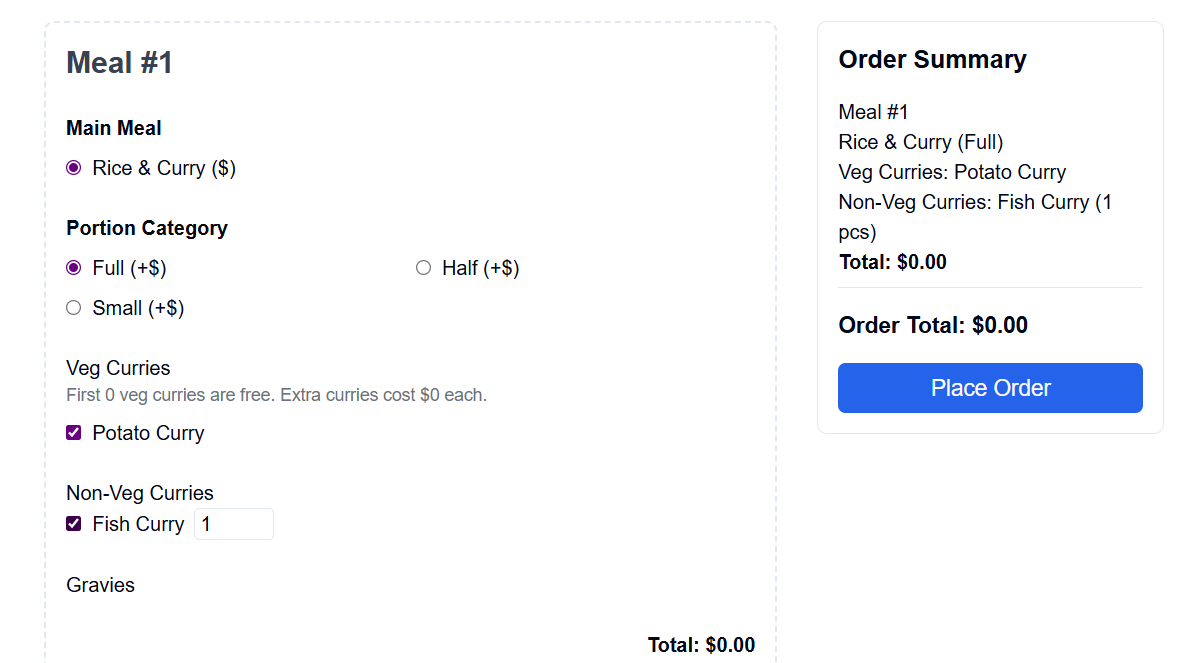 Meal #1
Main Meal
Rice & Curry ($)
Portion Category
Full (+$)
Half (+$)
Small (+$)
Veg Curries
First 0 veg curries are free. Extra curries cost $0 each.
Potato Curry
Non-Veg Curries
Fish Curry 1
Gravies
Total: $0.00
Order Summary
Meal #1
Rice & Curry (Full)
Veg Curries: Potato Curry
Non-Veg Curries: Fish Curry (1
pcs)
Total: $0.00
Order Total: $0.00
Place Order